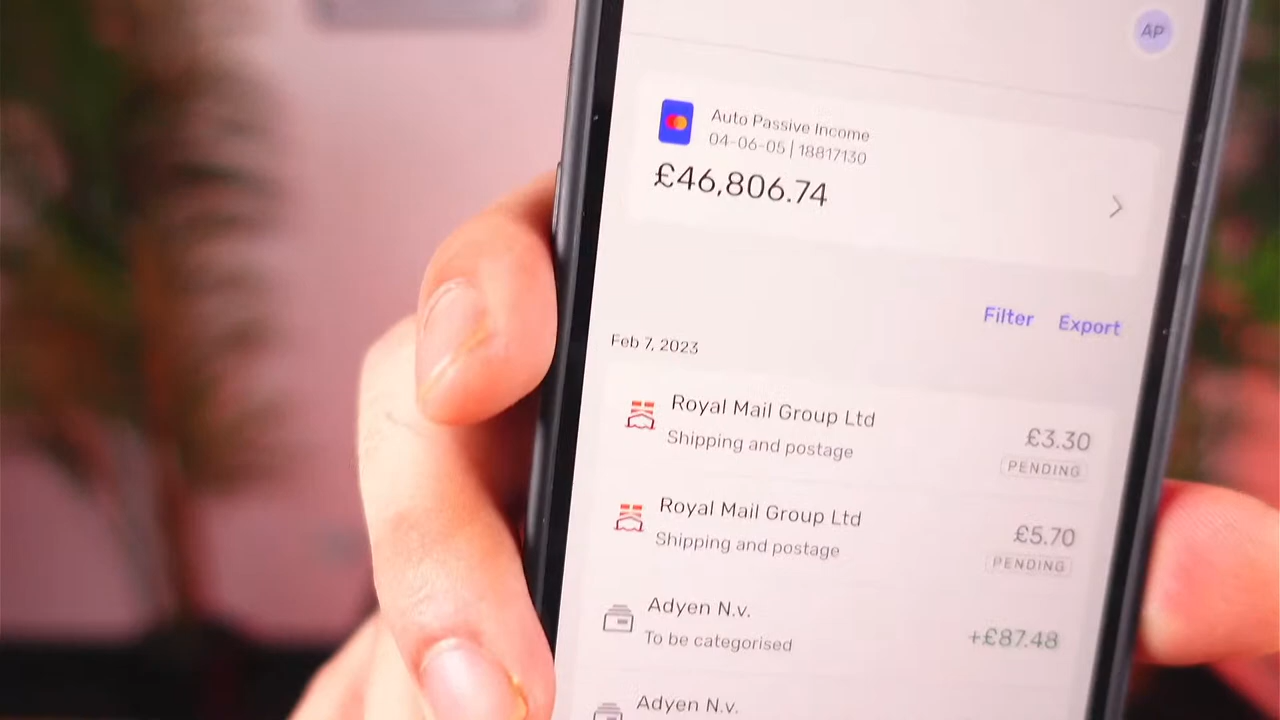 AP
Auto Passive Income
04-06-05 | 18817130
£46,806.74
Filter Export
Feb 7, 2023
Royal Mail Group Ltd
Shipping and postage
£3.30
PENDING
Royal Mail Group Ltd
Shipping and postage
£5.70
PENDING
Adyen N.v.
To be categorised
+£87.48
Adyen N.v.